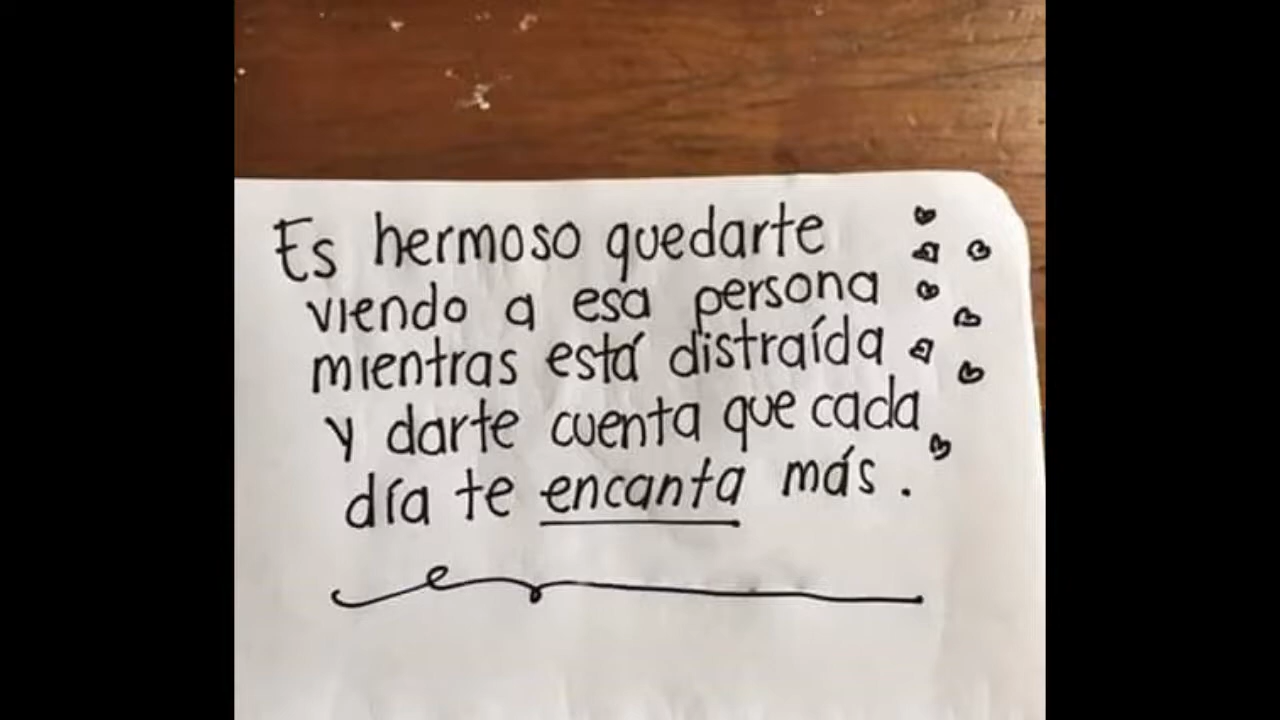 Es hermoso quedarte
viendo a esa persona
mientras está distraída
y darte cuenta que cada
día te encanta más.